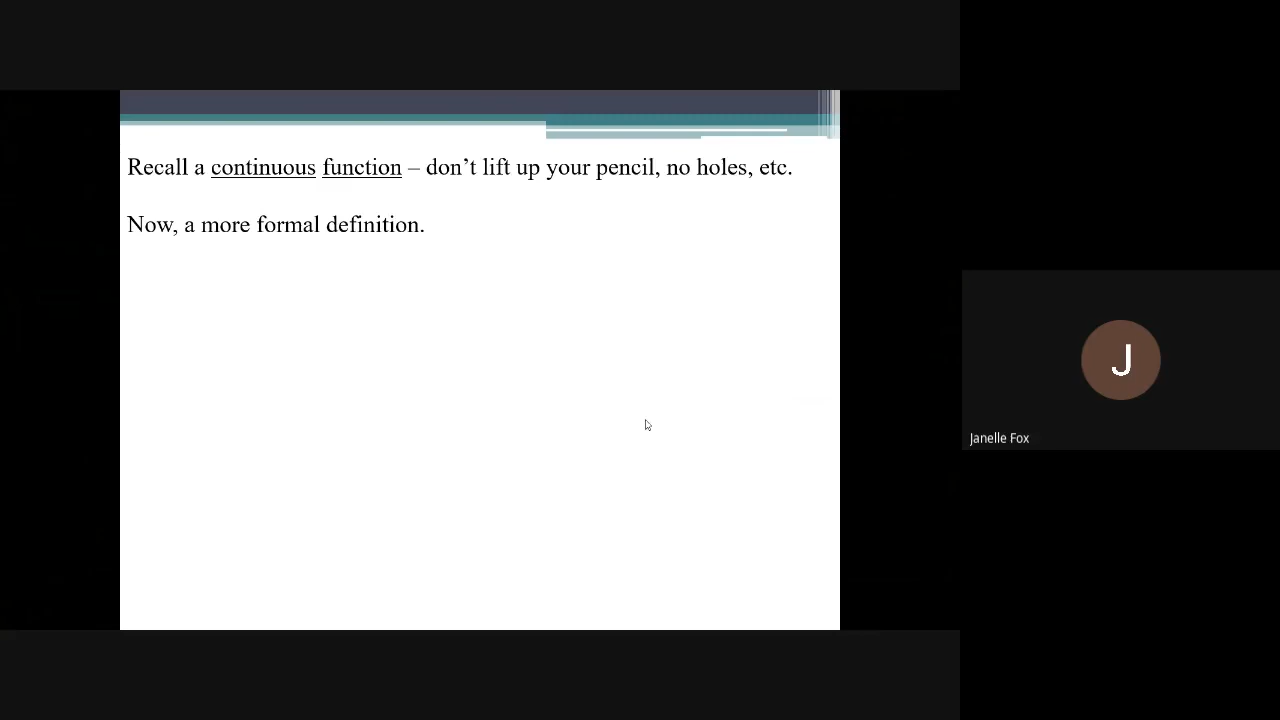 Recall a continuous function – don’t lift up your pencil, no holes, etc.
Now, a more formal definition.
J
Janelle Fox